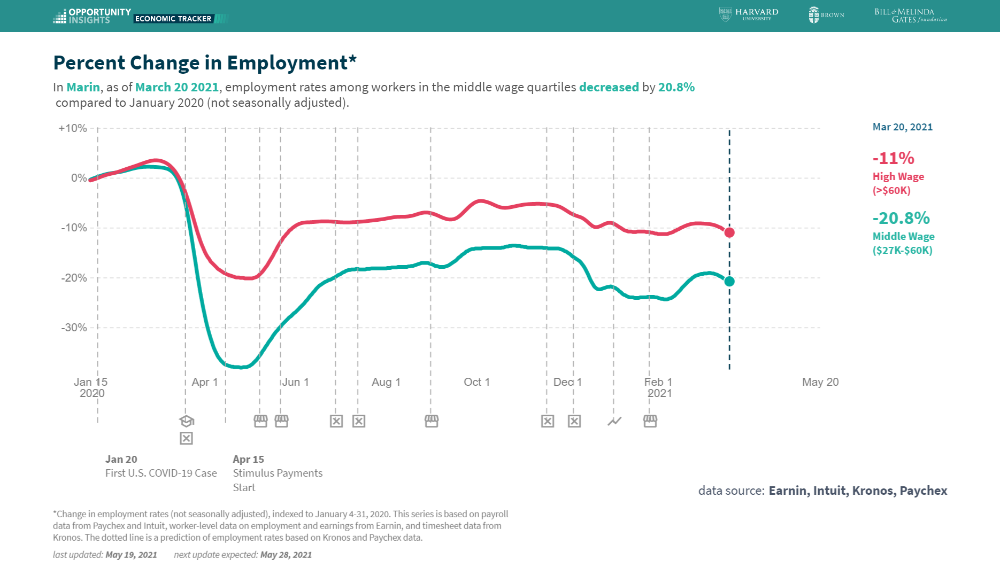 OPPORTUNITY
INSIGHTS
ECONOMIC TRACKER
HARVARD
UNIVERSITY
BROWN
BILL & MELINDA
GATES foundation
Percent Change in Employment*
In Marin, as of March 20 2021, employment rates among workers in the middle wage quartiles decreased by 20.8%
compared to January 2020 (not seasonally adjusted).
+10%
0%
-10%
-20%
-30%
Mar 20, 2021
-11%
High Wage
(>$60K)
-20.8%
Middle Wage
($27K-$60K)
Jan 15
2020
Apr 1
Jun 1
Aug 1
Oct 1
Dec 1
Feb 1
2021
May 20
Jan 20
First U.S. COVID-19 Case
Apr 15
Stimulus Payments
Start
data source: Earnin, Intuit, Kronos, Paychex
*Change in employment rates (not seasonally adjusted), indexed to January 4-31, 2020. This series is based on payroll
data from Paychex and Intuit, worker-level data on employment and earnings from Earnin, and timesheet data from
Kronos. The dotted line is a prediction of employment rates based on Kronos and Paychex data.
last updated: May 19, 2021 next update expected: May 28, 2021